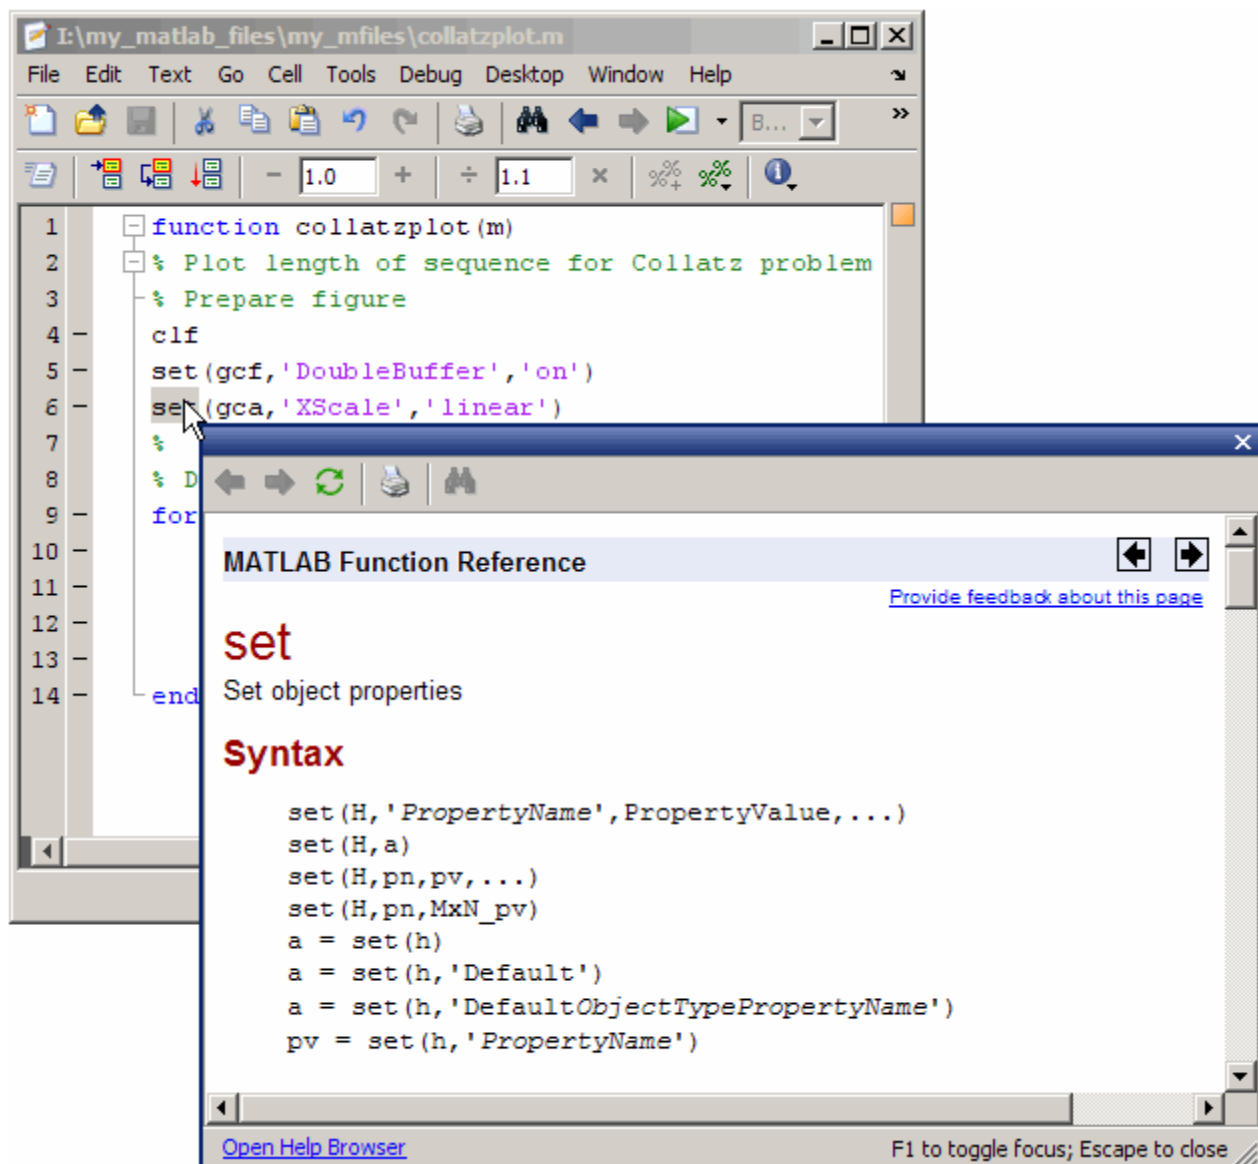 I:\my_matlab_files\my_mfiles\collatzplot.m
File Edit Text Go Cell Tools Debug Desktop Window Help
B...
1.0
1.1
1 function collatzplot(m)
2 % Plot length of sequence for Collatz problem
3 % Prepare figure
4 clf
5 set(gcf,'DoubleBuffer','on')
6 set(gca,'XScale','linear')
7 %
8 % D
9 for
10
11
12
13
14 end
MATLAB Function Reference
Provide feedback about this page
set
Set object properties
Syntax
set(H,'PropertyName',PropertyValue,...)
set(H,a)
set(H,pn,pv,...)
set(H,pn,MxN_pv)
a = set(h)
a = set(h,'Default')
a = set(h,'DefaultObjectTypePropertyName')
pv = set(h,'PropertyName')
Open Help Browser
F1 to toggle focus; Escape to close